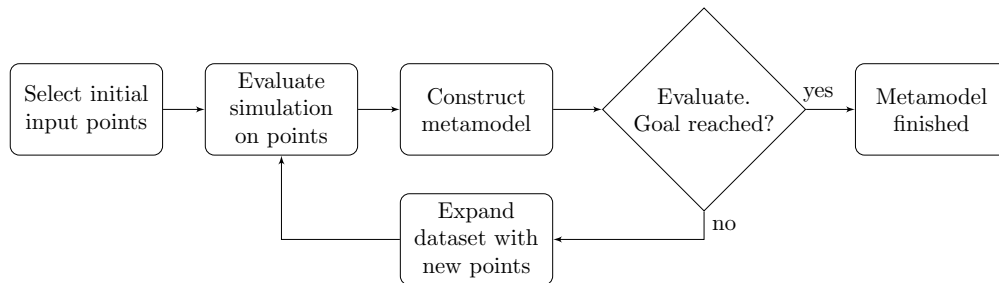 Select initial
input points
Evaluate
simulation
on points
Construct
metamodel
Evaluate.
Goal reached?
yes
Metamodel
finished
no
Expand
dataset with
new points